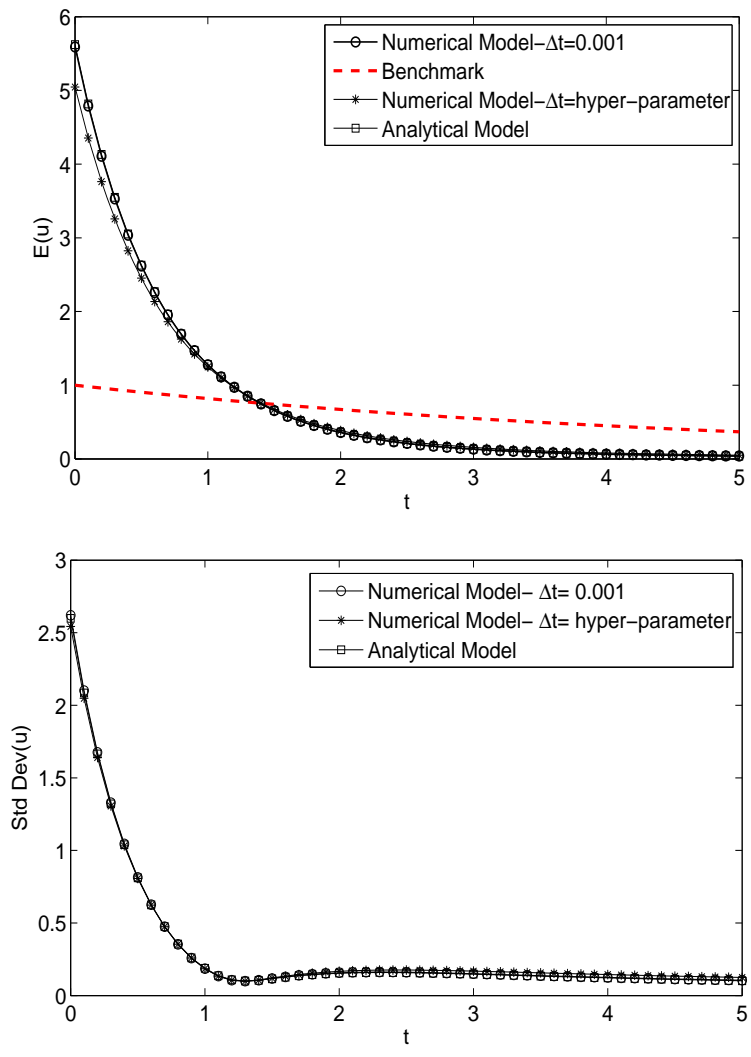 6
5
4
3
2
1
0
E(u)
Numerical Model−Δt=0.001
Benchmark
Numerical Model−Δt=hyper−parameter
Analytical Model
0 1 2 3 4 5
t
3
2.5
2
1.5
1
0.5
0
Std Dev(u)
Numerical Model− Δt= 0.001
Numerical Model− Δt= hyper−parameter
Analytical Model
0 1 2 3 4 5
t